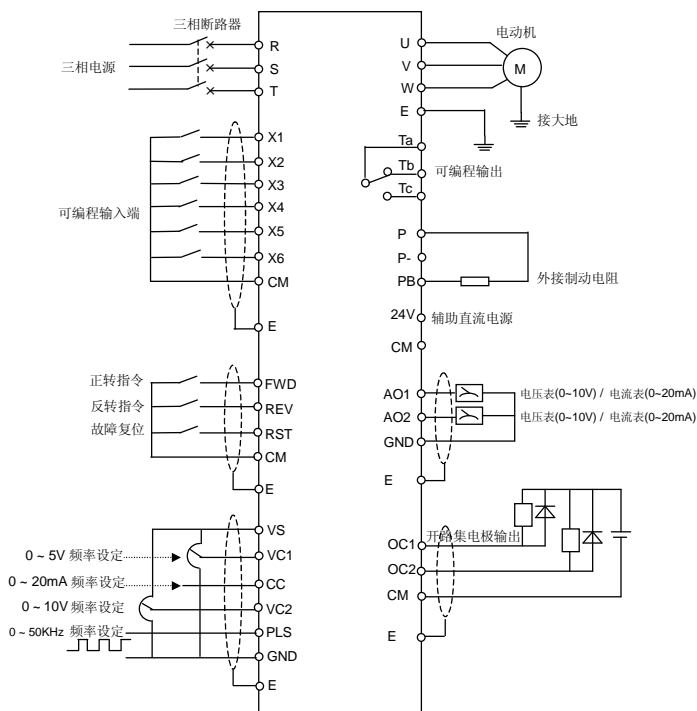 三相断路器
三相电源
R
S
T
X1
X2
X3
X4
X5
X6
CM
可编程输入端
E
正转指令
FWD
反转指令
REV
故障复位
RST
CM
E
VS
0 ~ 5V 频率设定
VC1
0 ~ 20mA 频率设定
CC
0 ~ 10V 频率设定
VC2
0 ~ 50KHz 频率设定
PLS
GND
E
电动机
U
V
W
M
E
接大地
Ta
Tb
可编程输出
Tc
P
P-
PB
外接制动电阻
24V
辅助直流电源
CM
AO1
电压表(0~10V) / 电流表(0~20mA)
AO2
电压表(0~10V) / 电流表(0~20mA)
GND
E
OC1
开路集电极输出
OC2
CM
E